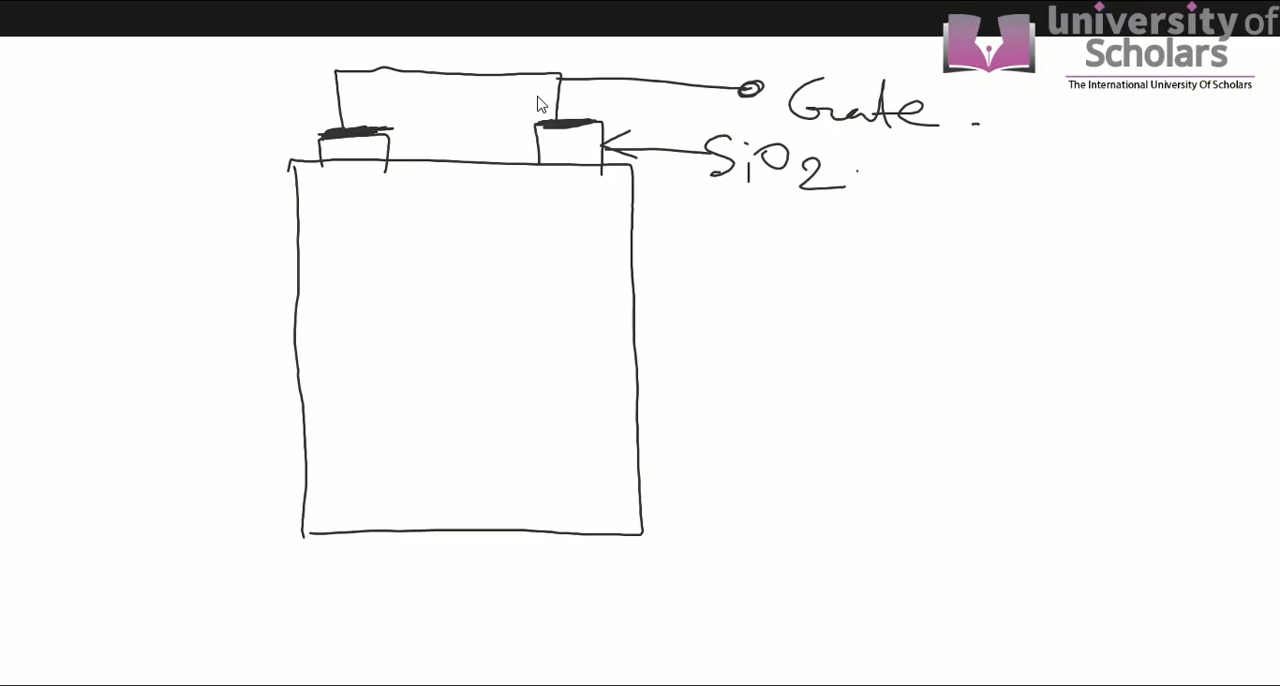 University of
Scholars
The International University Of Scholars
Gate.
SiO2.